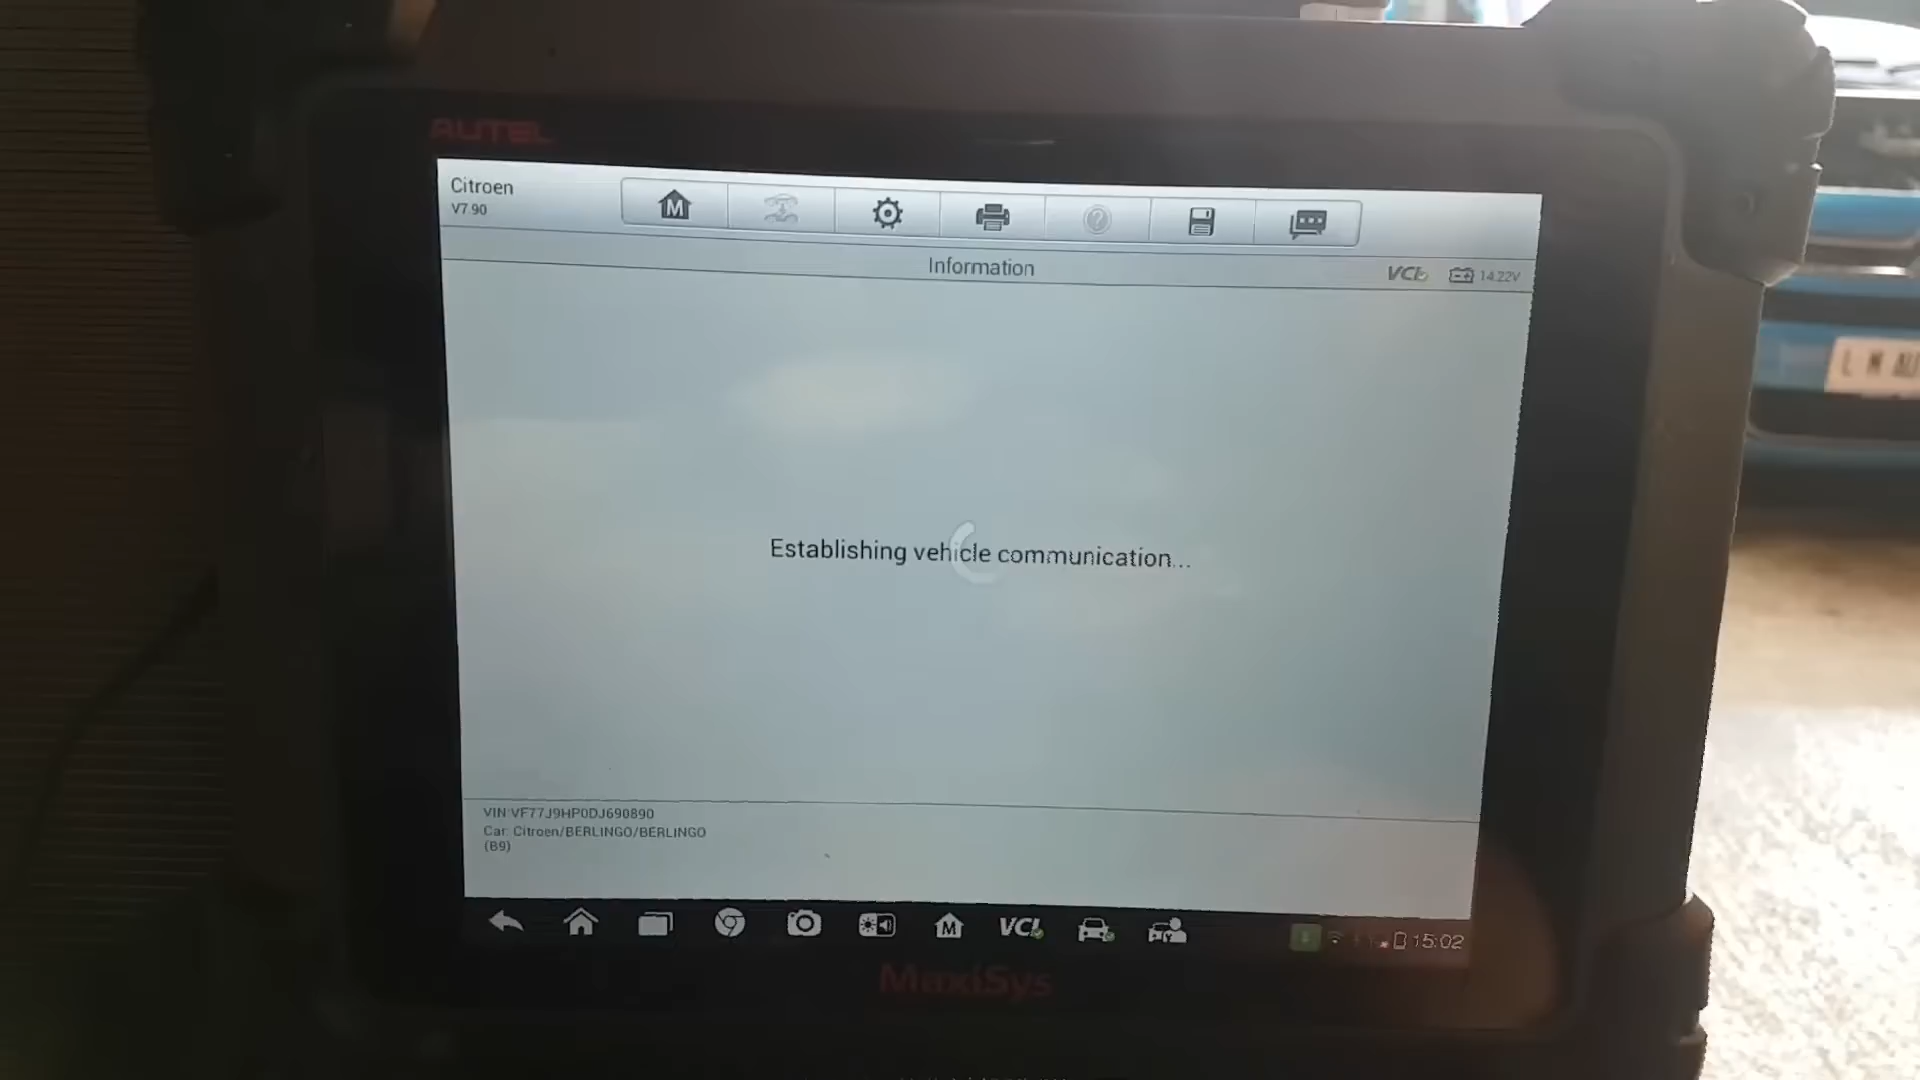 AUTEL
Citroen
V7.90
M
?
Information
VCI
14.22V
Establishing vehicle communication...
VIN:VF77J9HP0DJ690890
Car: Citroen/BERLINGO/BERLINGO
(B9)
M
VCI
15:02
MaxiSys
L M AU